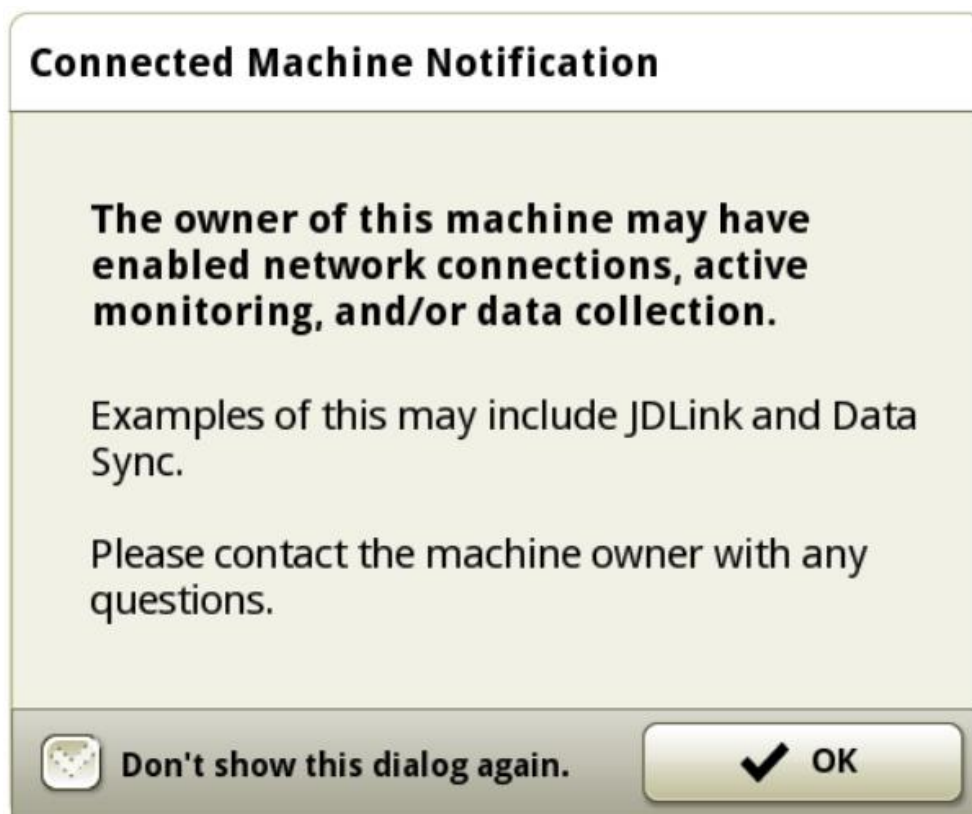 Connected Machine Notification
The owner of this machine may have
enabled network connections, active
monitoring, and/or data collection.
Examples of this may include JDLink and Data
Sync.
Please contact the machine owner with any
questions.
Don't show this dialog again.
OK